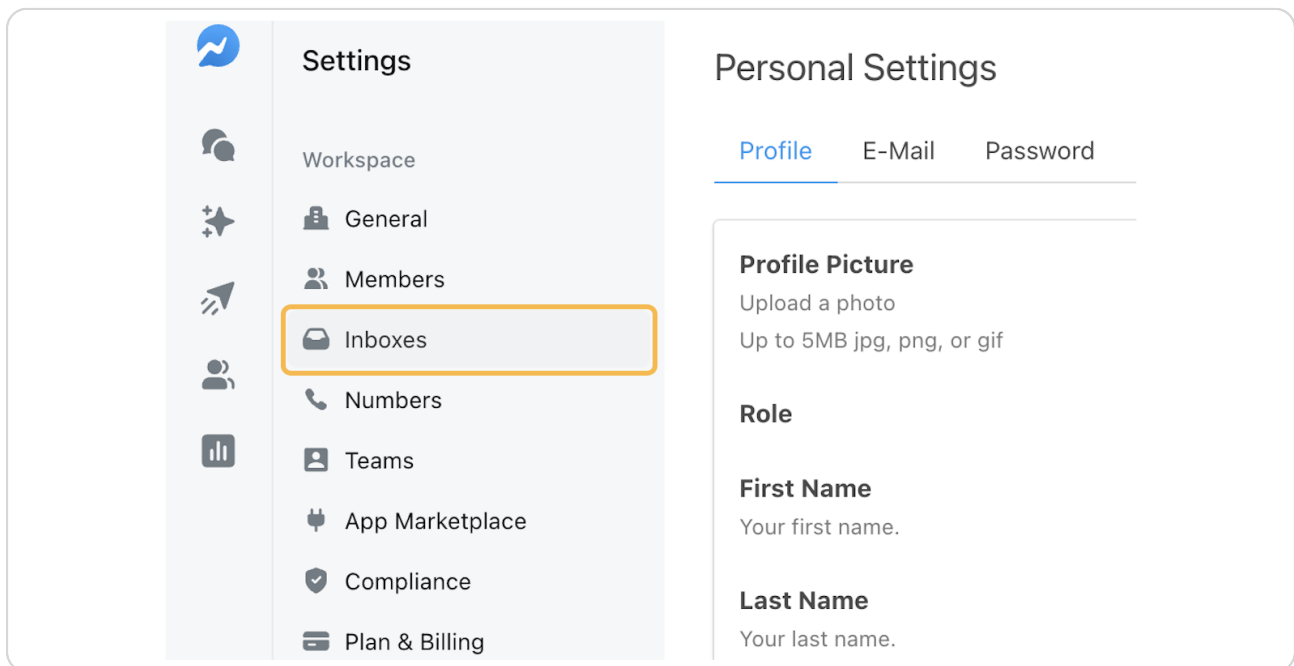 Settings
Workspace
General
Members
Inboxes
Numbers
Teams
App Marketplace
Compliance
Plan & Billing
Personal Settings
Profile E-Mail Password
Profile Picture
Upload a photo
Up to 5MB jpg, png, or gif
Role
First Name
Your first name.
Last Name
Your last name.